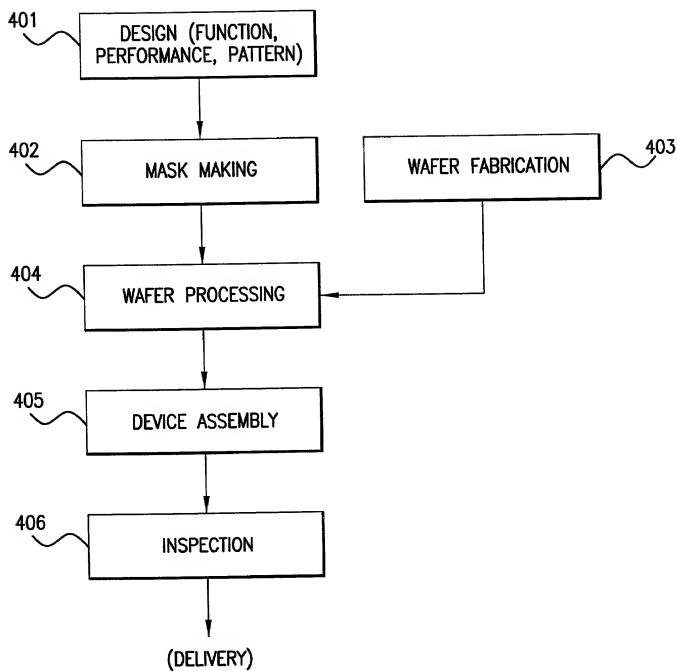 401
DESIGN (FUNCTION,
PERFORMANCE, PATTERN)
402
MASK MAKING
WAFER FABRICATION
403
404
WAFER PROCESSING
405
DEVICE ASSEMBLY
406
INSPECTION
(DELIVERY)